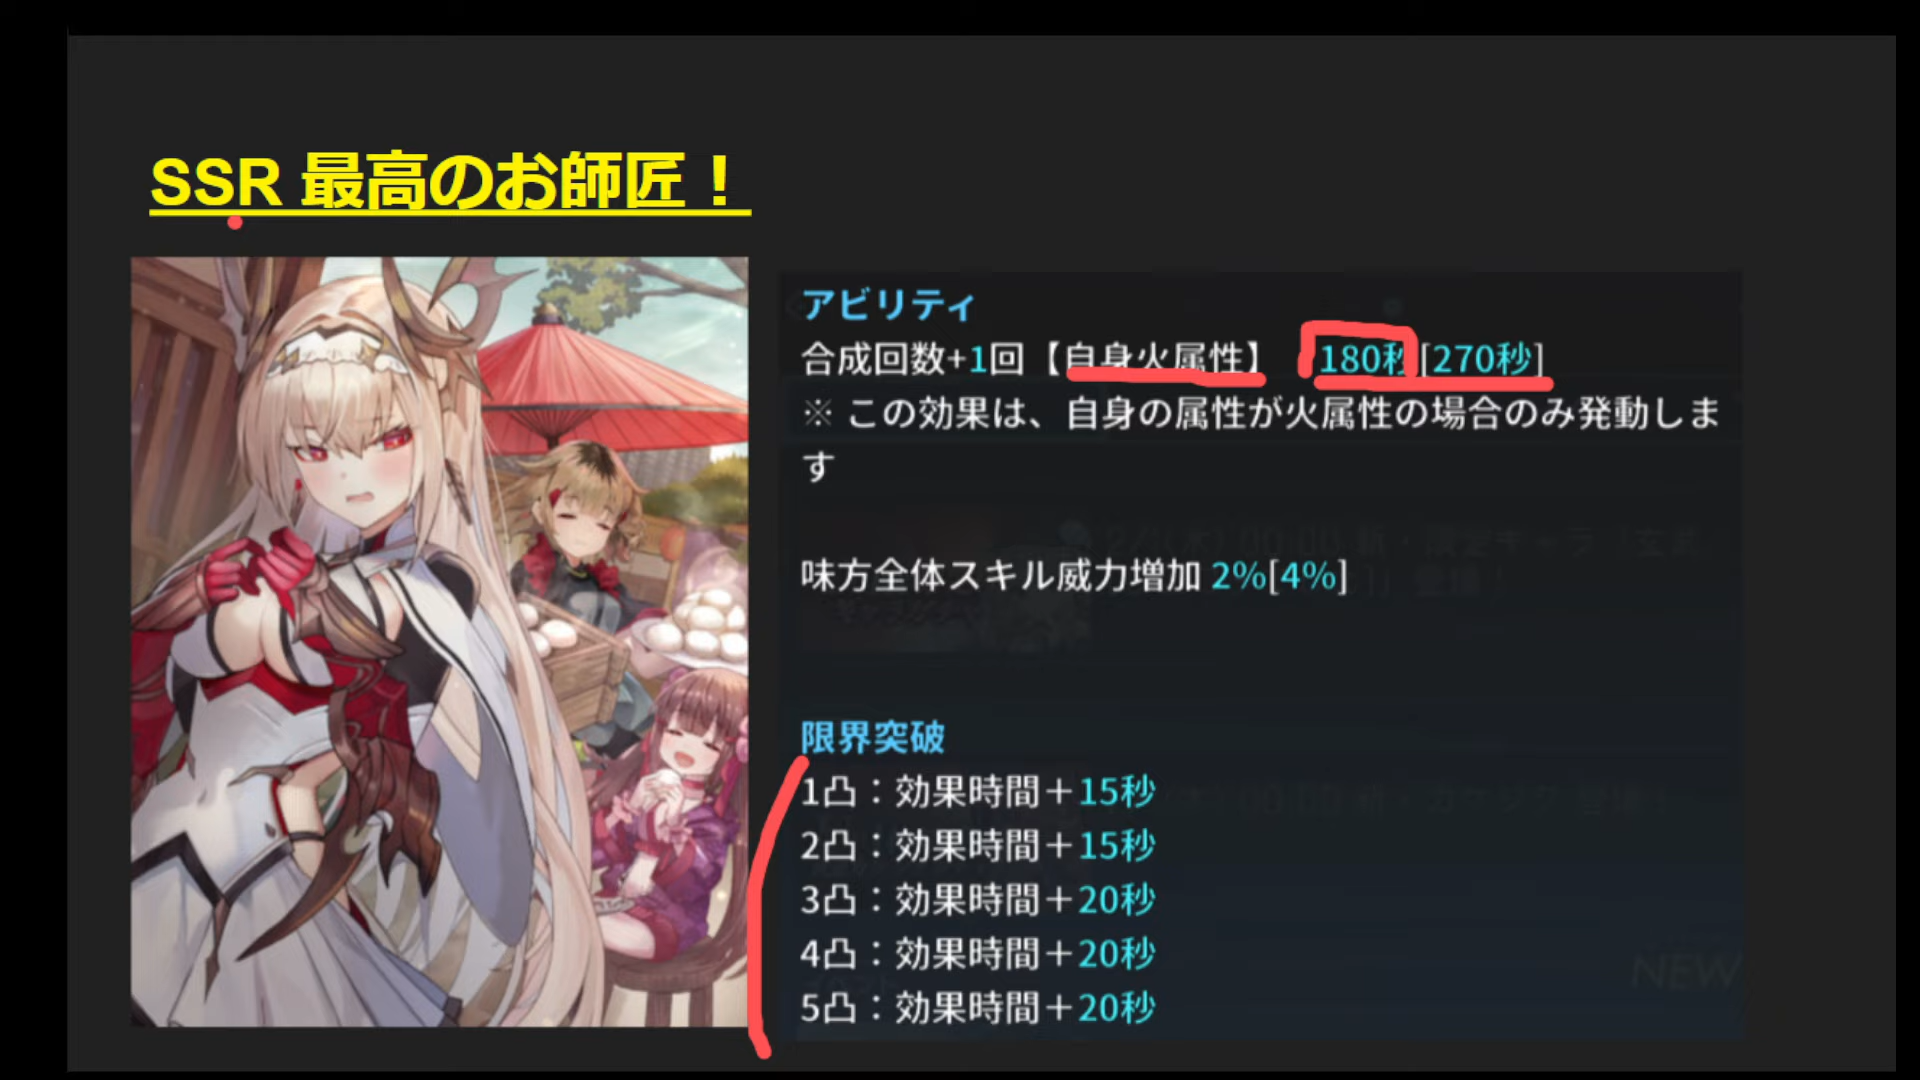 SSR 最高のお師匠！
アビリティ
合成回数+1回【自身火属性】 180秒[270秒]
※ この効果は、自身の属性が火属性の場合のみ発動しま
す
味方全体スキル威力増加 2%[4%]
限界突破
1凸：効果時間＋15秒
2凸：効果時間＋15秒
3凸：効果時間＋20秒
4凸：効果時間＋20秒
NEW
5凸：効果時間＋20秒